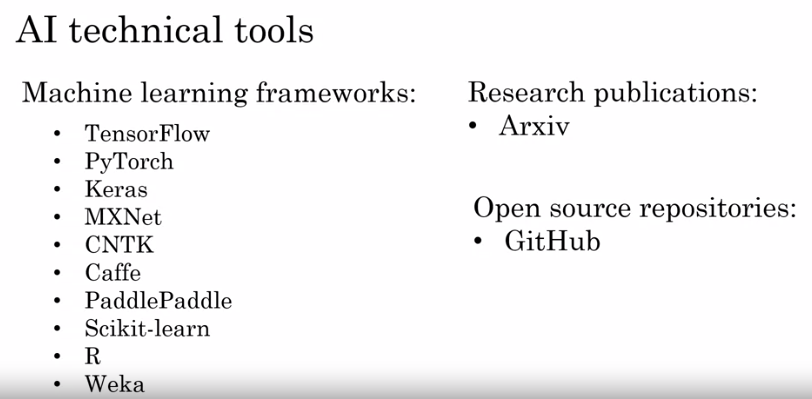 AI technical tools
Machine learning frameworks:
• TensorFlow
• PyTorch
• Keras
• MXNet
• CNTK
• Caffe
• PaddlePaddle
• Scikit-learn
• R
• Weka
Research publications:
• Arxiv
Open source repositories:
• GitHub